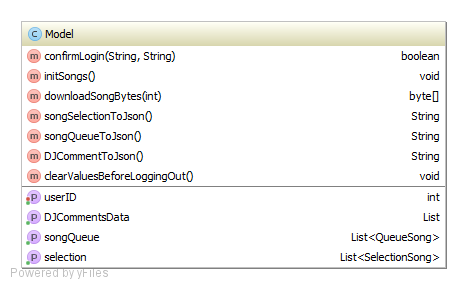 C Model
m confirmLogin(String, String) boolean
m initSongs() void
m downloadSongBytes(int) byte[]
m songSelectionToJson() String
m songQueueToJson() String
m DJCommentToJson() String
m clearValuesBeforeLoggingOut() void
P userID int
P DJCommentsData List
P songQueue List<QueueSong>
P selection List<SelectionSong>
Powered by yFiles